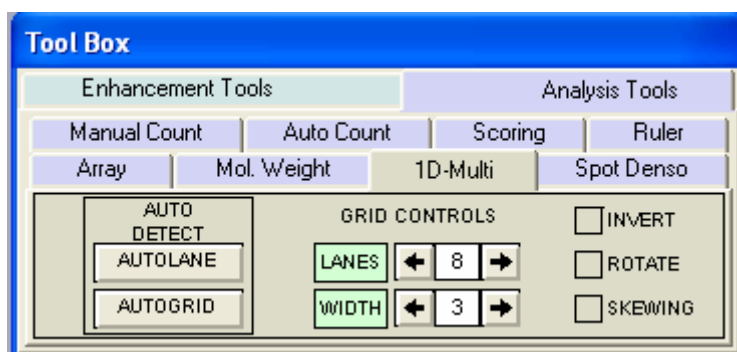 Tool Box
Enhancement Tools Analysis Tools
Manual Count Auto Count Scoring Ruler
Array Mol. Weight 1D-Multi Spot Denso
AUTO DETECT
AUTOLANE
AUTOGRID
GRID CONTROLS
LANES 8
WIDTH 3
INVERT
ROTATE
SKEWING